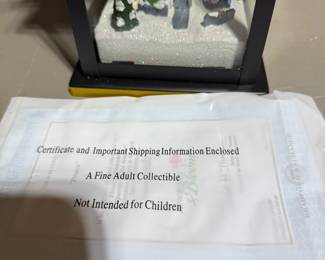 Certificate and Important Shipping Information Enclosed
A Fine Adult Collectible
Not Intended for Children